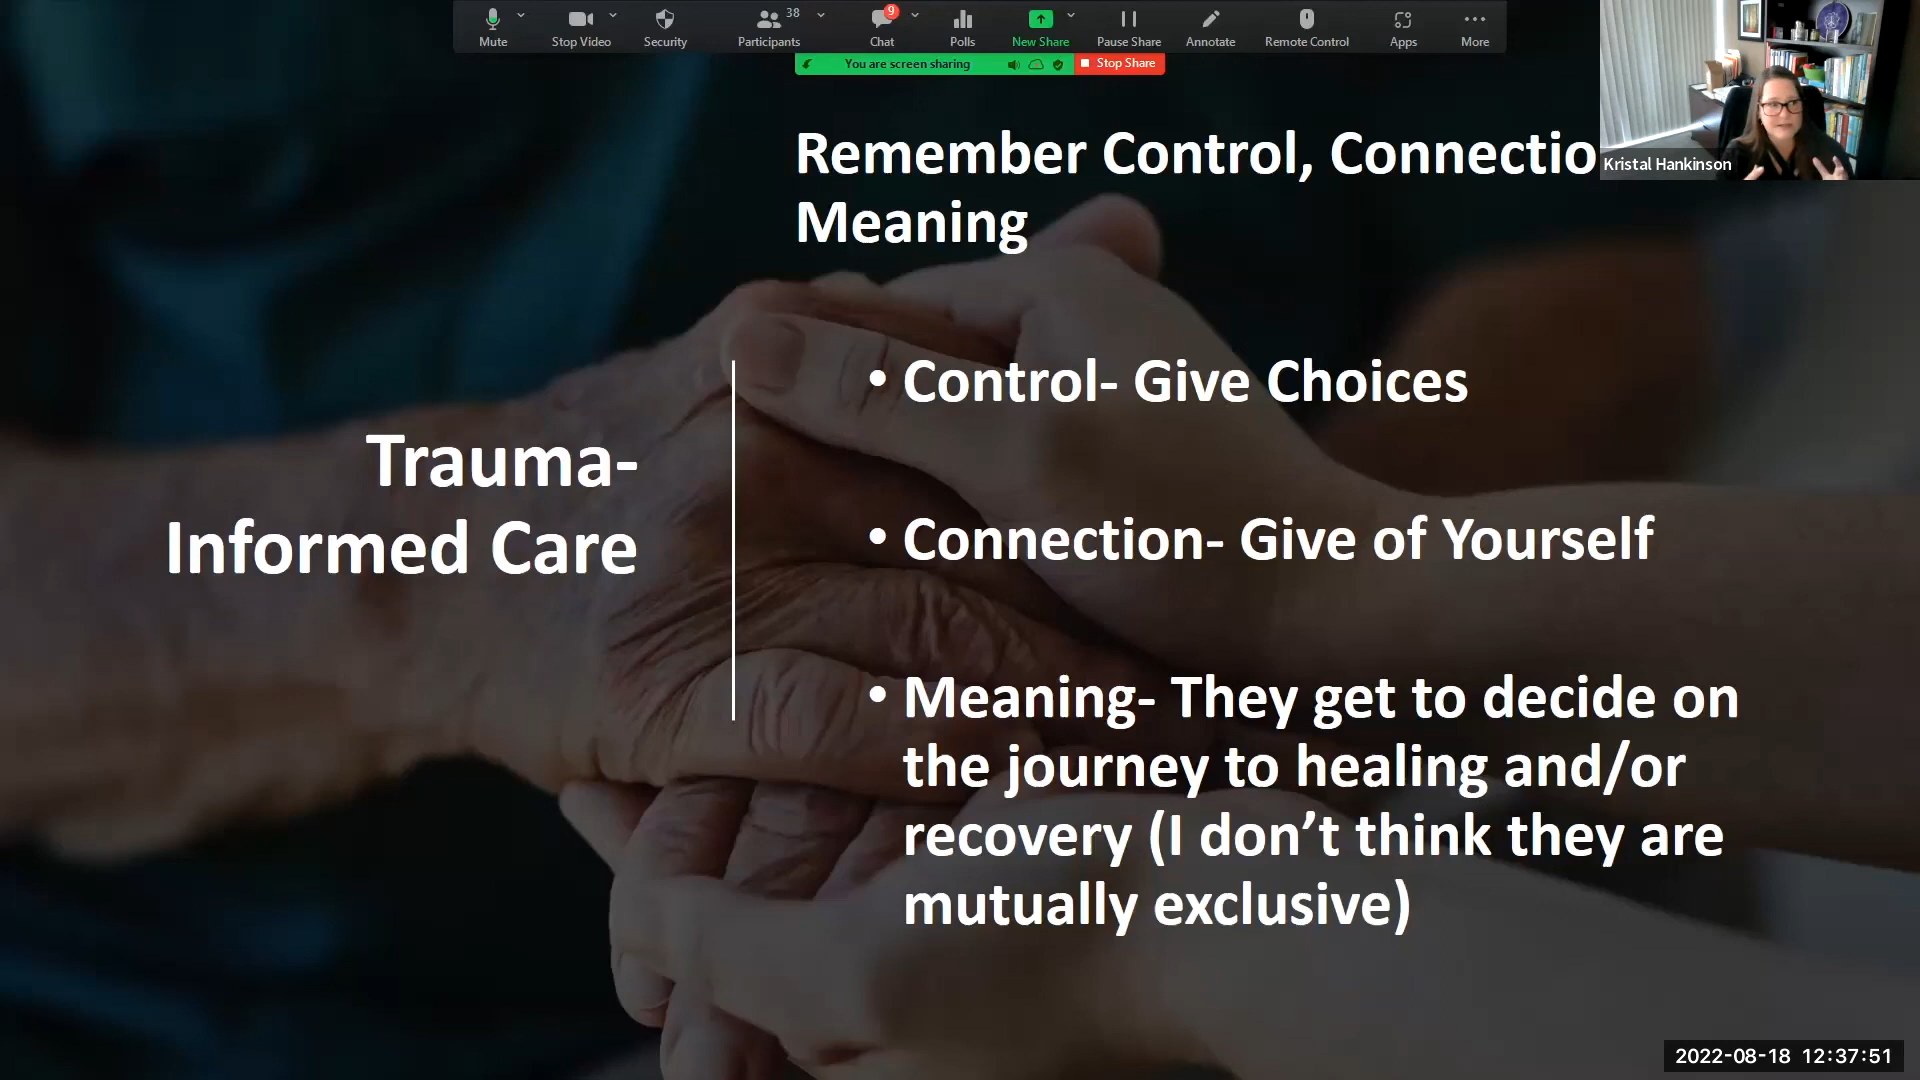 Mute
Stop Video
Security
Participants
38
Chat
9
Polls
New Share
Pause Share
Annotate
Remote Control
Apps
More
You are screen sharing
Stop Share
Kristal Hankinson
Remember Control, Connectio
Meaning
Trauma-
Informed Care
• Control- Give Choices
• Connection- Give of Yourself
• Meaning- They get to decide on
the journey to healing and/or
recovery (I don’t think they are
mutually exclusive)
2022-08-18 12:37:51